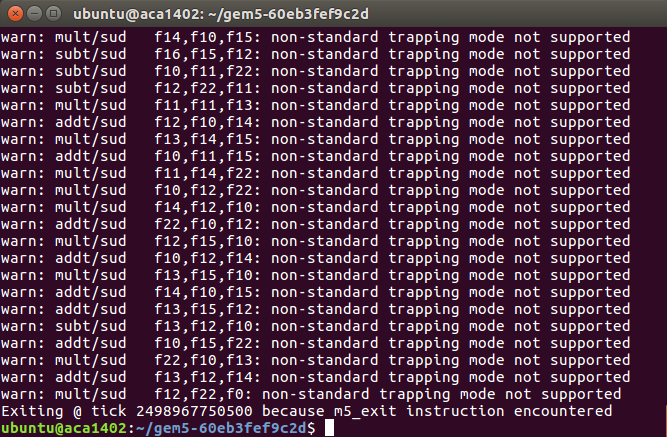 ubuntu@aca1402: ~/gem5-60eb3fef9c2d
warn: mult/sud   f14,f10,f15: non-standard trapping mode not supported
warn: subt/sud   f16,f15,f12: non-standard trapping mode not supported
warn: subt/sud   f10,f11,f22: non-standard trapping mode not supported
warn: subt/sud   f12,f22,f11: non-standard trapping mode not supported
warn: mult/sud   f11,f11,f13: non-standard trapping mode not supported
warn: addt/sud   f12,f10,f14: non-standard trapping mode not supported
warn: mult/sud   f13,f14,f15: non-standard trapping mode not supported
warn: addt/sud   f10,f11,f15: non-standard trapping mode not supported
warn: mult/sud   f11,f14,f22: non-standard trapping mode not supported
warn: mult/sud   f10,f12,f22: non-standard trapping mode not supported
warn: mult/sud   f14,f12,f10: non-standard trapping mode not supported
warn: addt/sud   f22,f10,f12: non-standard trapping mode not supported
warn: mult/sud   f12,f15,f10: non-standard trapping mode not supported
warn: addt/sud   f10,f12,f14: non-standard trapping mode not supported
warn: mult/sud   f13,f15,f10: non-standard trapping mode not supported
warn: addt/sud   f14,f10,f15: non-standard trapping mode not supported
warn: addt/sud   f13,f15,f12: non-standard trapping mode not supported
warn: subt/sud   f13,f12,f10: non-standard trapping mode not supported
warn: addt/sud   f10,f15,f22: non-standard trapping mode not supported
warn: mult/sud   f22,f10,f13: non-standard trapping mode not supported
warn: addt/sud   f13,f12,f14: non-standard trapping mode not supported
warn: mult/sud   f12,f22,f0: non-standard trapping mode not supported
Exiting @ tick 2498967750500 because m5_exit instruction encountered
ubuntu@aca1402:~/gem5-60eb3fef9c2d$